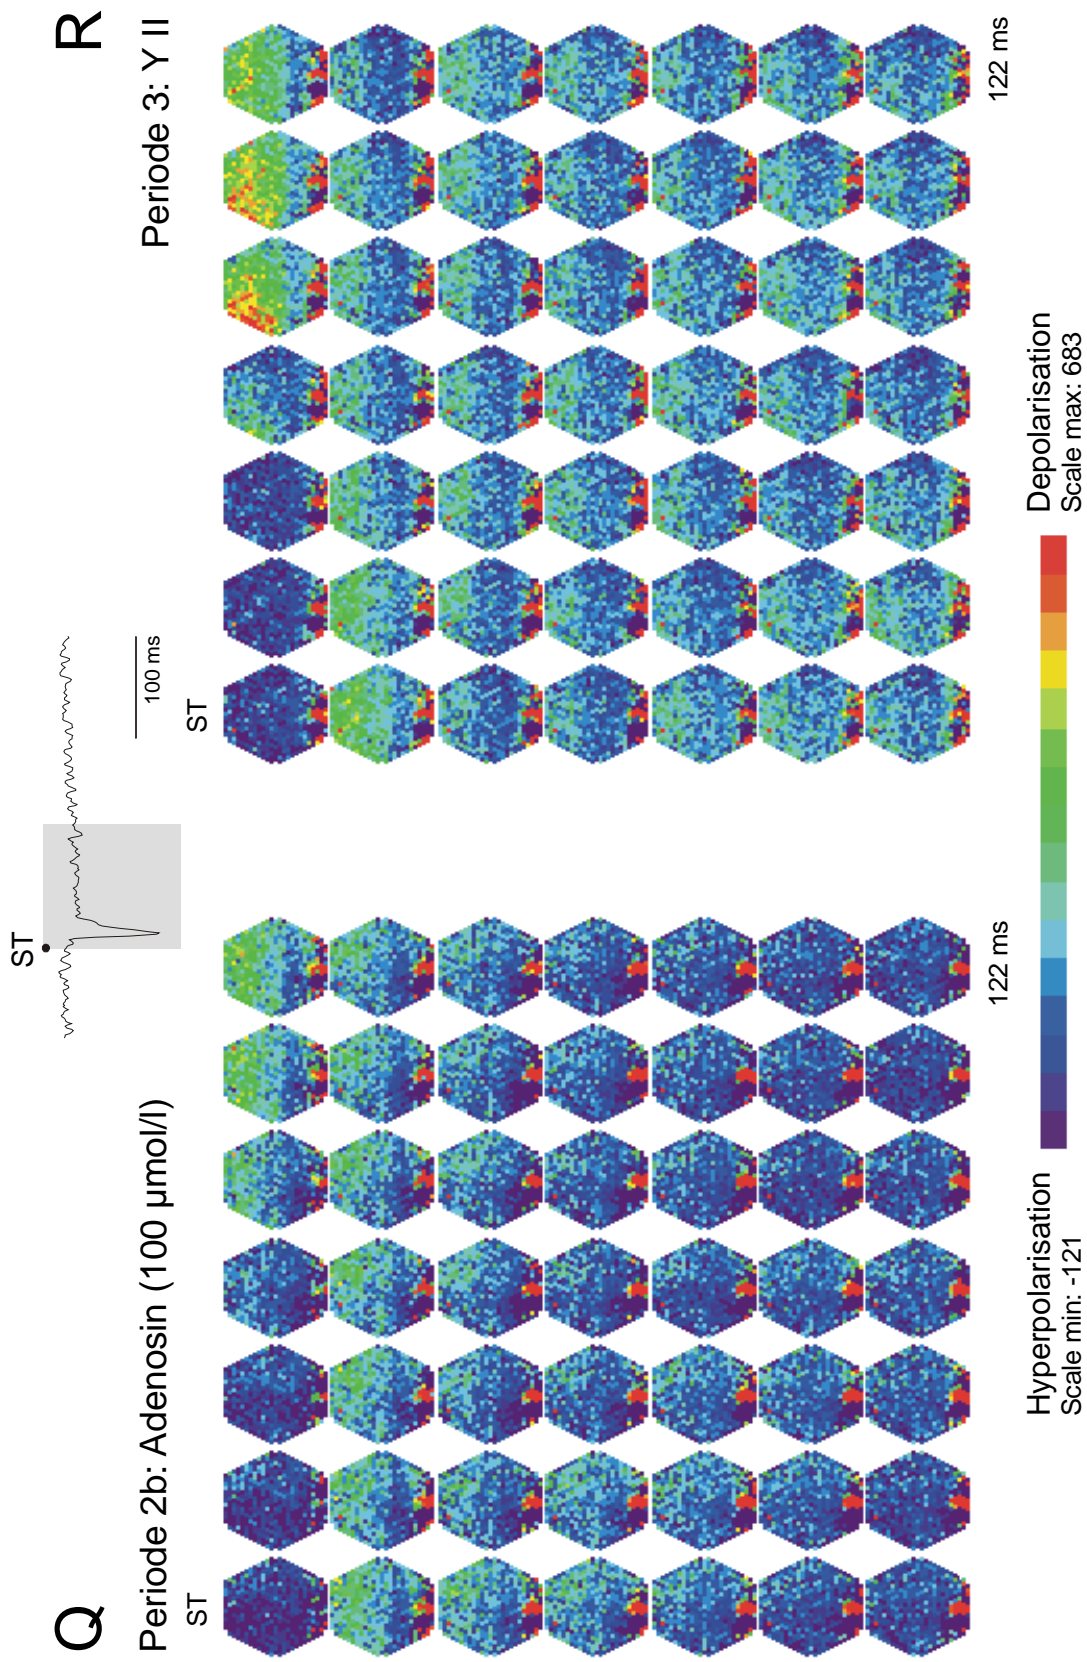 Q
R
Periode 2b: Adenosin (100 µmol/l)
Periode 3: Y II
ST
100 ms
ST
ST
122 ms
122 ms
Hyperpolarisation
Scale min: -121
Depolarisation
Scale max: 683